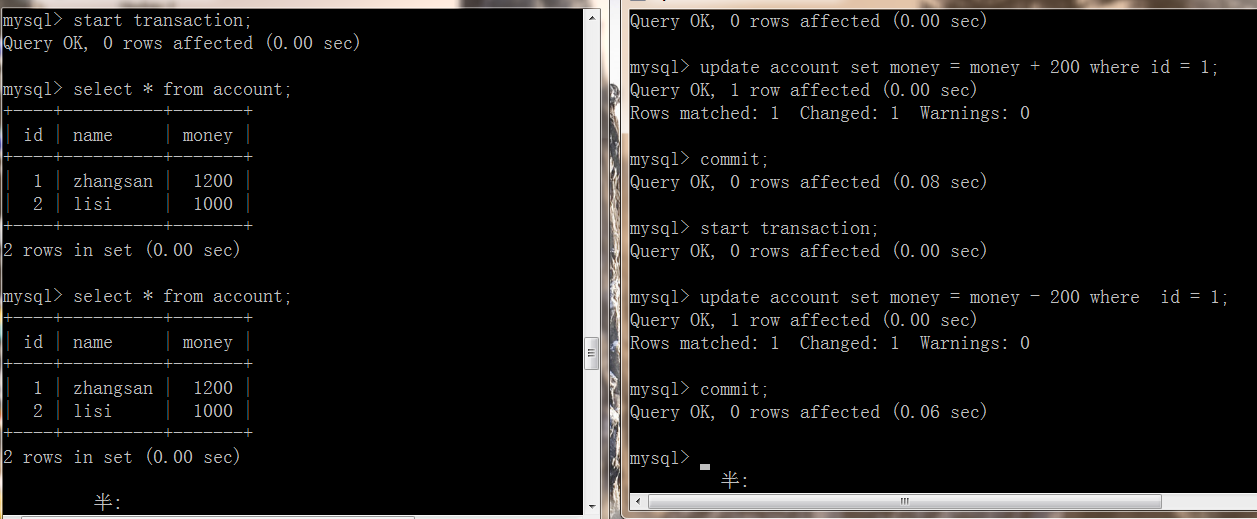 mysql> start transaction;
Query OK, 0 rows affected (0.00 sec)
mysql> select * from account;
+----+----------+-------+
| id | name     | money |
+----+----------+-------+
|  1 | zhangsan |  1200 |
|  2 | lisi     |  1000 |
+----+----------+-------+
2 rows in set (0.00 sec)
mysql> select * from account;
+----+----------+-------+
| id | name     | money |
+----+----------+-------+
|  1 | zhangsan |  1200 |
|  2 | lisi     |  1000 |
+----+----------+-------+
2 rows in set (0.00 sec)
半:
Query OK, 0 rows affected (0.00 sec)
mysql> update account set money = money + 200 where id = 1;
Query OK, 1 row affected (0.00 sec)
Rows matched: 1  Changed: 1  Warnings: 0
mysql> commit;
Query OK, 0 rows affected (0.08 sec)
mysql> start transaction;
Query OK, 0 rows affected (0.00 sec)
mysql> update account set money = money - 200 where  id = 1;
Query OK, 1 row affected (0.00 sec)
Rows matched: 1  Changed: 1  Warnings: 0
mysql> commit;
Query OK, 0 rows affected (0.06 sec)
mysql> _
半: